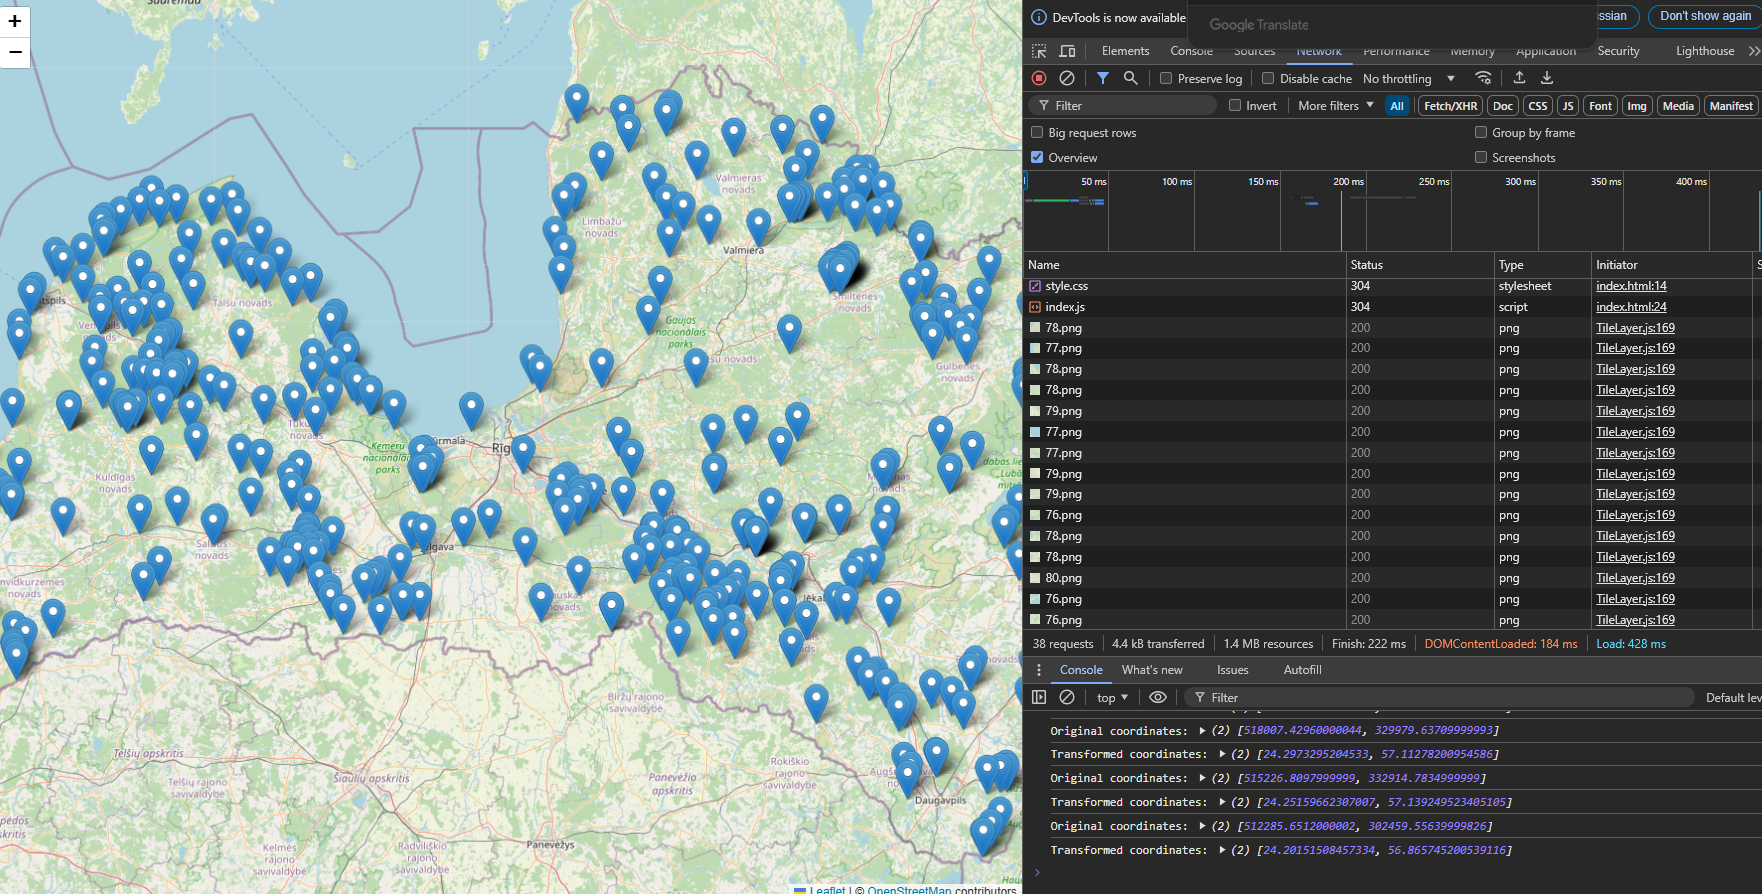 +
−
Valmieras
novads
Limbažu
novads
Valmiera
Smiltenes
novads
Talsu novads
Gaujas
nacionālais
parks
Gulbenes
novads
Tukuma
novads
Ķemeru
nacionālais
parks
Kuldīgas
novads
Saldus
novads
Biržų rajono
savivaldybė
Telšių apskritis
Telšių rajono
savivaldybė
Šiaulių apskritis
Panevėžio
apskritis
Rokiškio
rajono
savivaldybė
Daugavpils
Kelmės
rajono
savivaldybė
Radviliškio
rajono
savivaldybė
Panevėžys
Leaflet | © OpenStreetMap contributors
DevTools is now available
Google Translate
Don't show again
Elements Console Sources Network Performance Memory Application Security Lighthouse
Preserve log Disable cache No throttling
Filter Invert More filters All Fetch/XHR Doc CSS JS Font Img Media Manifest
Big request rows Group by frame
Overview Screenshots
50 ms 100 ms 150 ms 200 ms 250 ms 300 ms 350 ms 400 ms
Name Status Type Initiator
style.css 304 stylesheet index.html:14
index.js 304 script index.html:24
78.png 200 png TileLayer.js:169
77.png 200 png TileLayer.js:169
78.png 200 png TileLayer.js:169
78.png 200 png TileLayer.js:169
79.png 200 png TileLayer.js:169
77.png 200 png TileLayer.js:169
77.png 200 png TileLayer.js:169
79.png 200 png TileLayer.js:169
79.png 200 png TileLayer.js:169
76.png 200 png TileLayer.js:169
78.png 200 png TileLayer.js:169
78.png 200 png TileLayer.js:169
80.png 200 png TileLayer.js:169
76.png 200 png TileLayer.js:169
76.png 200 png TileLayer.js:169
38 requests 4.4 kB transferred 1.4 MB resources Finish: 222 ms DOMContentLoaded: 184 ms Load: 428 ms
Console What's new Issues Autofill
top Filter Default lev
Original coordinates: (2) [518007.42960000044, 329979.63709999993]
Transformed coordinates: (2) [24.2973295204533, 57.11278200954586]
Original coordinates: (2) [515226.8097999999, 332914.7834999999]
Transformed coordinates: (2) [24.25159662307007, 57.139249523405105]
Original coordinates: (2) [512285.6512000002, 302459.55639999826]
Transformed coordinates: (2) [24.20151508457334, 56.865745200539116]